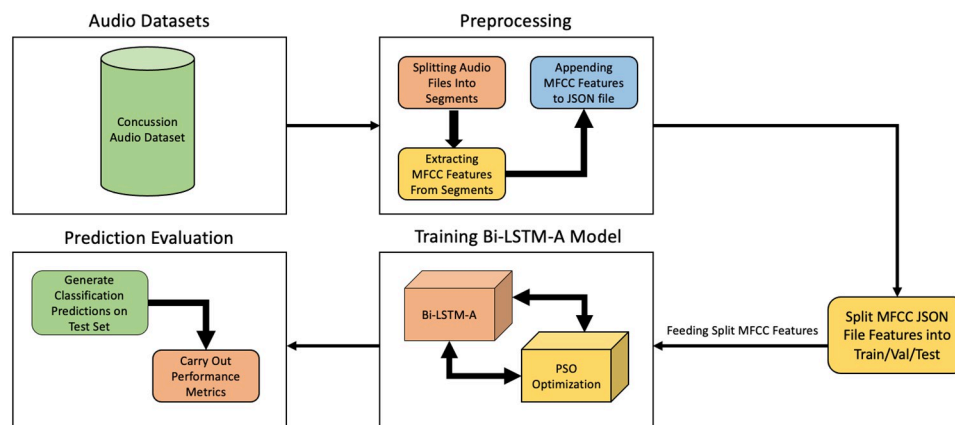 Audio Datasets
Concussion
Audio Dataset
Preprocessing
Splitting Audio
Files Into
Segments
Extracting
MFCC Features
From Segments
Appending
MFCC Features
to JSON file
Split MFCC JSON
File Features into
Train/Val/Test
Feeding Split MFCC Features
Training Bi-LSTM-A Model
Bi-LSTM-A
PSO
Optimization
Prediction Evaluation
Generate
Classification
Predictions on
Test Set
Carry Out
Performance
Metrics